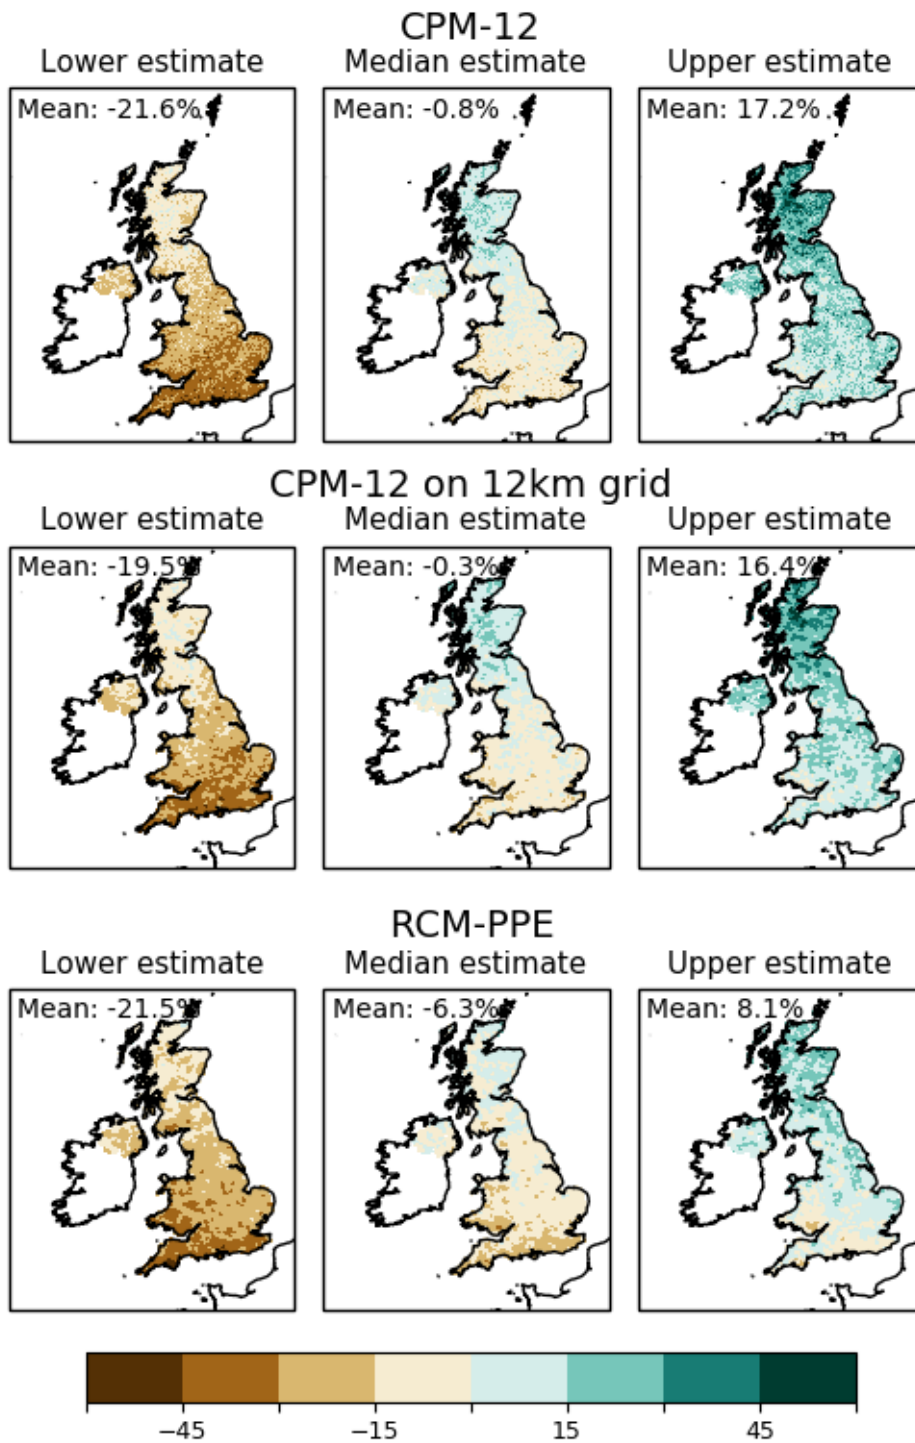 CPM-12
Lower estimate Median estimate Upper estimate
Mean: -21.6% Mean: -0.8% Mean: 17.2%
CPM-12 on 12km grid
Lower estimate Median estimate Upper estimate
Mean: -19.5% Mean: -0.3% Mean: 16.4%
RCM-PPE
Lower estimate Median estimate Upper estimate
Mean: -21.5% Mean: -6.3% Mean: 8.1%
−45 −15 15 45